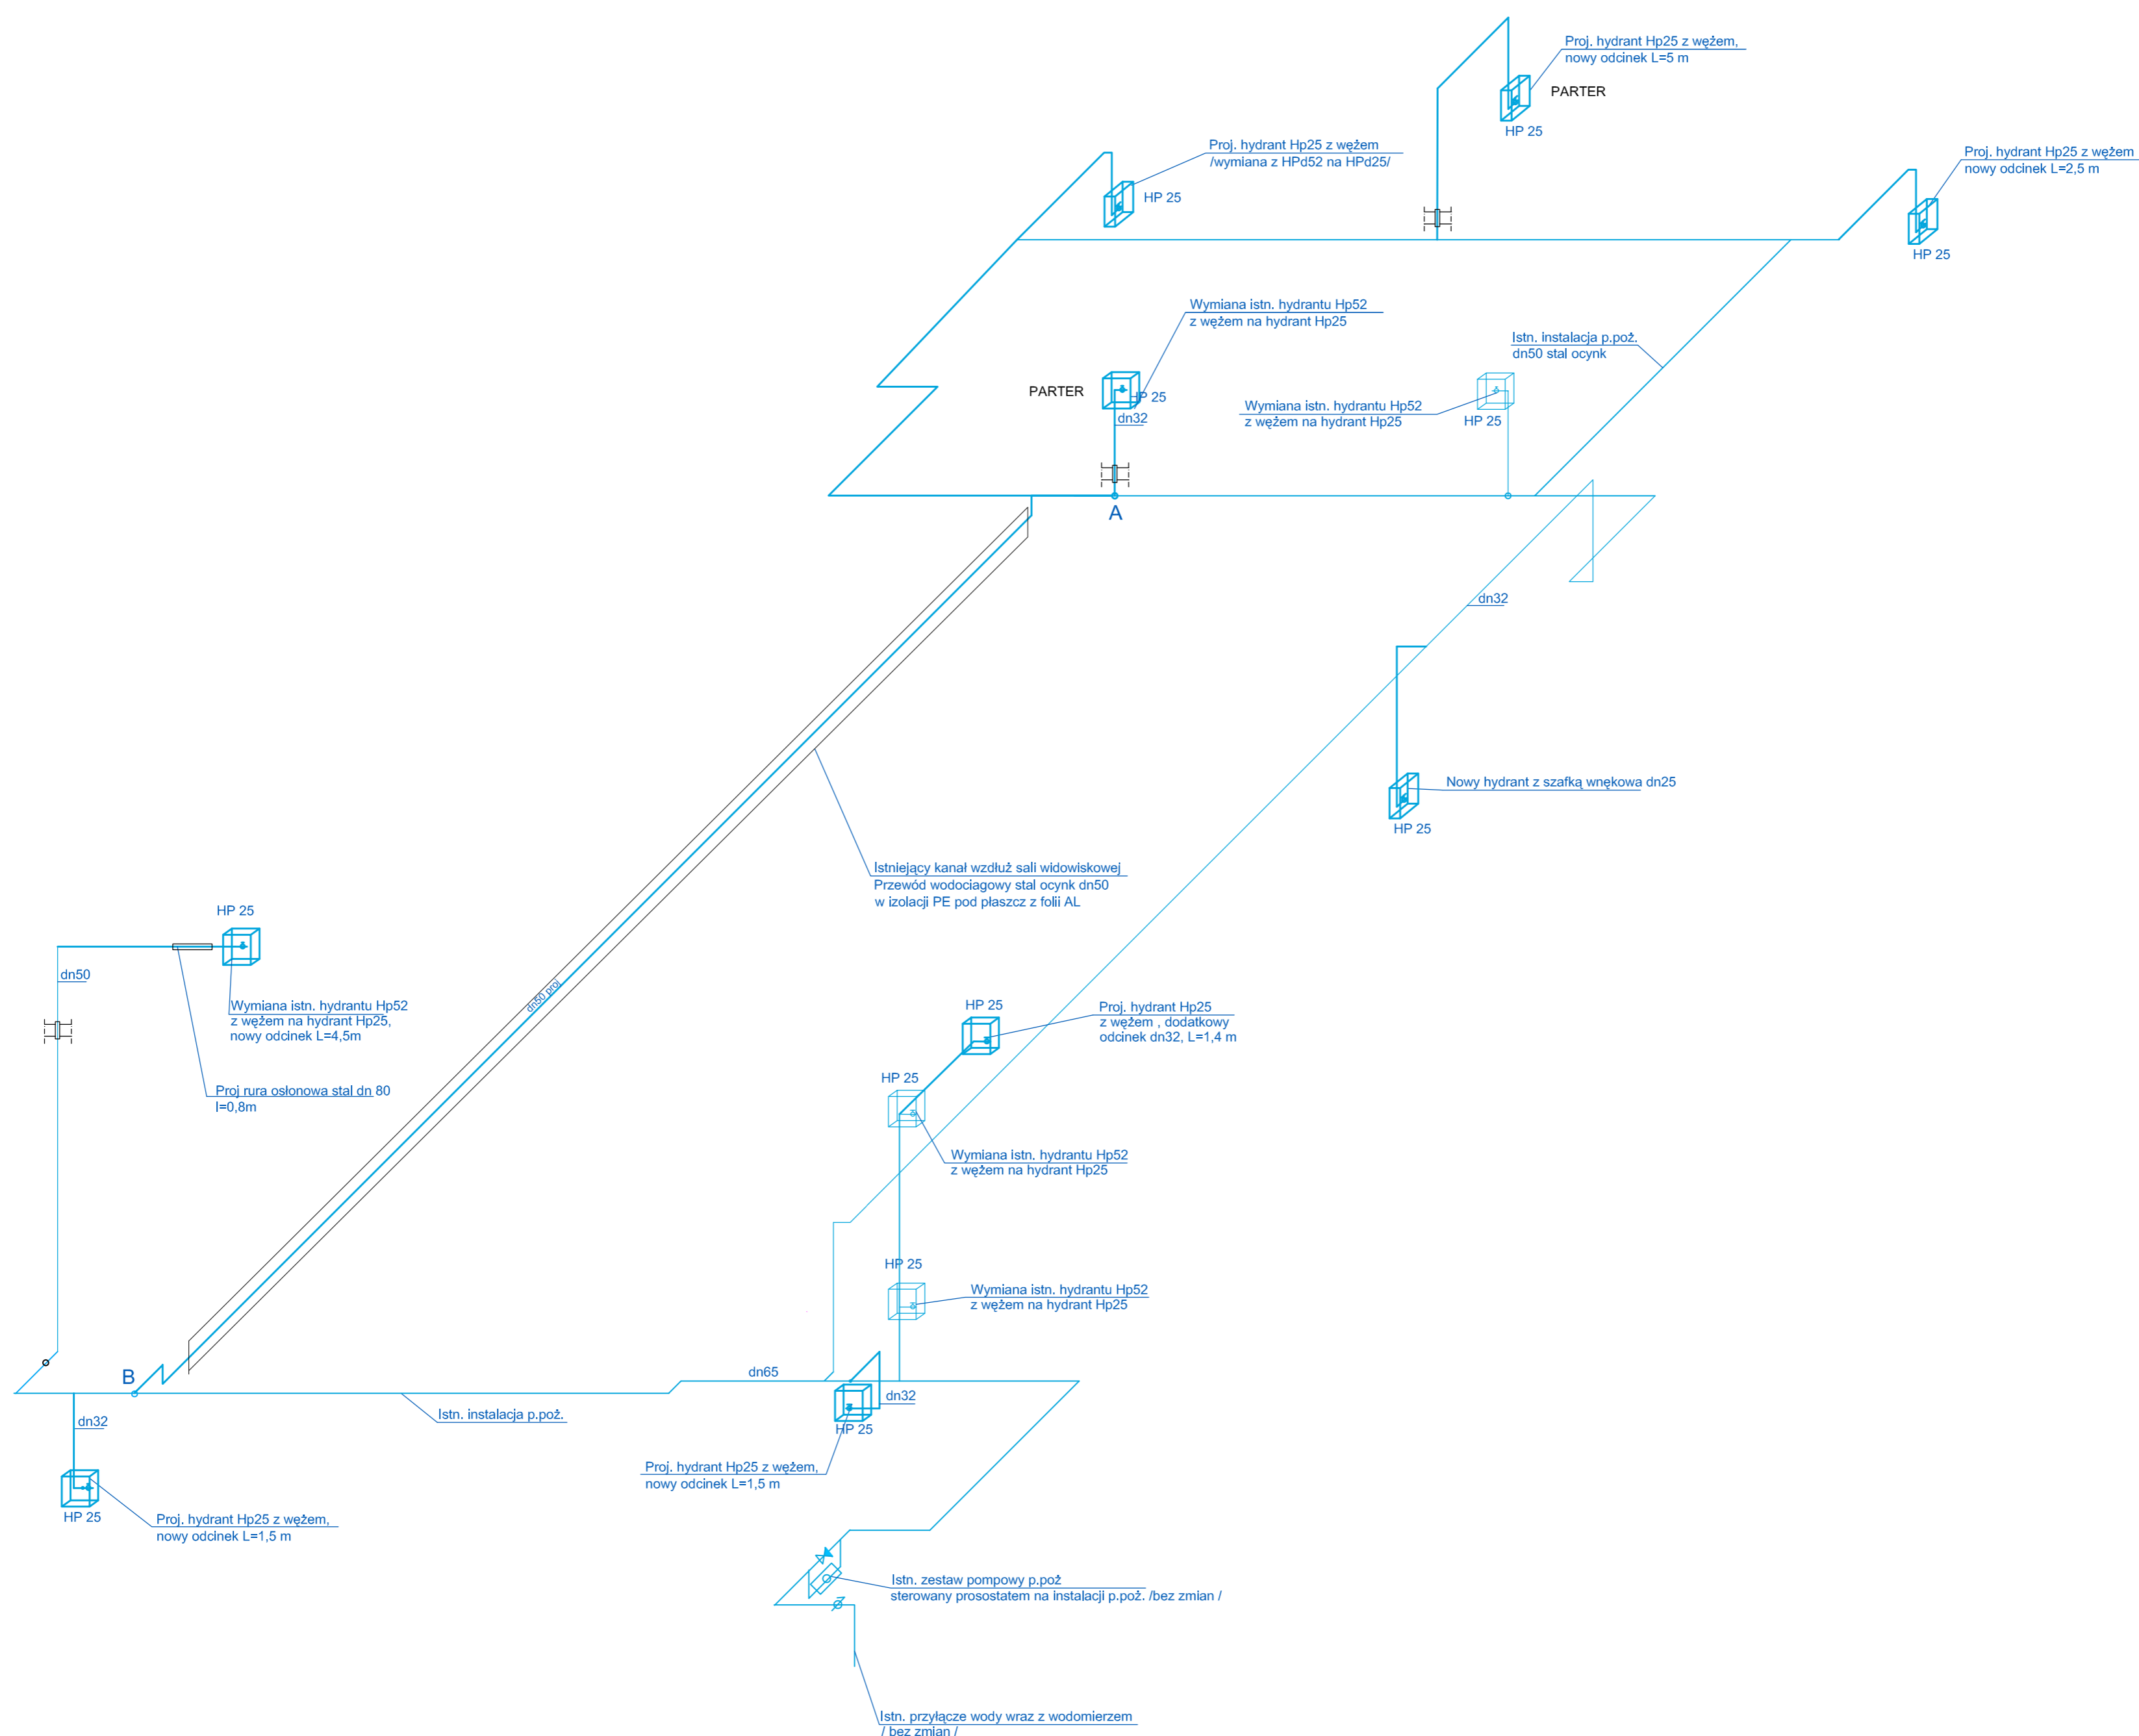 Proj. hydrant Hp25 z wężem,
nowy odcinek L=5 m
PARTER
HP 25
Proj. hydrant Hp25 z wężem
/wymiana z HPd52 na HPd25/
HP 25
Proj. hydrant Hp25 z wężem
nowy odcinek L=2,5 m
HP 25
Wymiana istn. hydrantu Hp52
z wężem na hydrant Hp25
PARTER
HP 25
dn32
Istn. instalacja p.poż.
dn50 stal ocynk
Wymiana istn. hydrantu Hp52
z wężem na hydrant Hp25
HP 25
A
dn32
Nowy hydrant z szafką wnękowa dn25
HP 25
Istniejący kanał wzdłuż sali widowiskowej
Przewód wodociagowy stal ocynk dn50
w izolacji PE pod płaszcz z folii AL
HP 25
dn50
Wymiana istn. hydrantu Hp52
z wężem na hydrant Hp25,
nowy odcinek L=4,5m
dn50 proj
Proj rura osłonowa stal dn 80
l=0,8m
HP 25
Proj. hydrant Hp25
z wężem , dodatkowy
odcinek dn32, L=1,4 m
HP 25
Wymiana istn. hydrantu Hp52
z wężem na hydrant Hp25
HP 25
Wymiana istn. hydrantu Hp52
z wężem na hydrant Hp25
B
dn65
dn32
Istn. instalacja p.poż.
dn32
HP 25
Proj. hydrant Hp25 z wężem,
nowy odcinek L=1,5 m
HP 25
Proj. hydrant Hp25 z wężem,
nowy odcinek L=1,5 m
Istn. zestaw pompowy p.poż
sterowany prosostatem na instalacji p.poż. /bez zmian /
Istn. przyłącze wody wraz z wodomierzem
/ bez zmian /